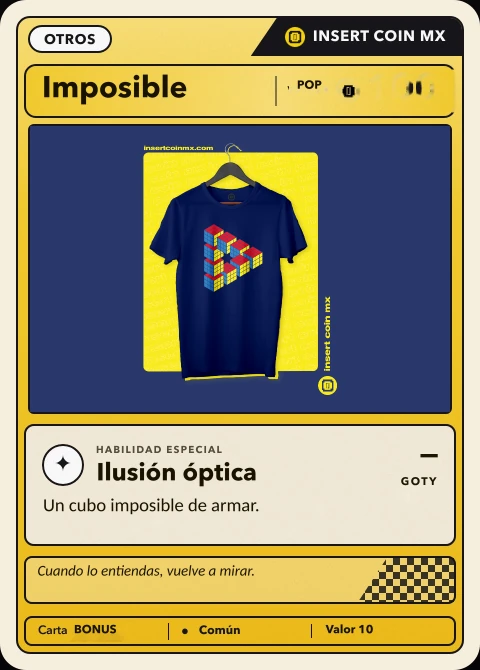 OTROS
INSERT COIN MX
Imposible
POP
insertcoinmx.com
insert coin mx
HABILIDAD ESPECIAL
Ilusión óptica
GOTY
Un cubo imposible de armar.
Cuando lo entiendas, vuelve a mirar.
Carta BONUS
• Común
Valor 10